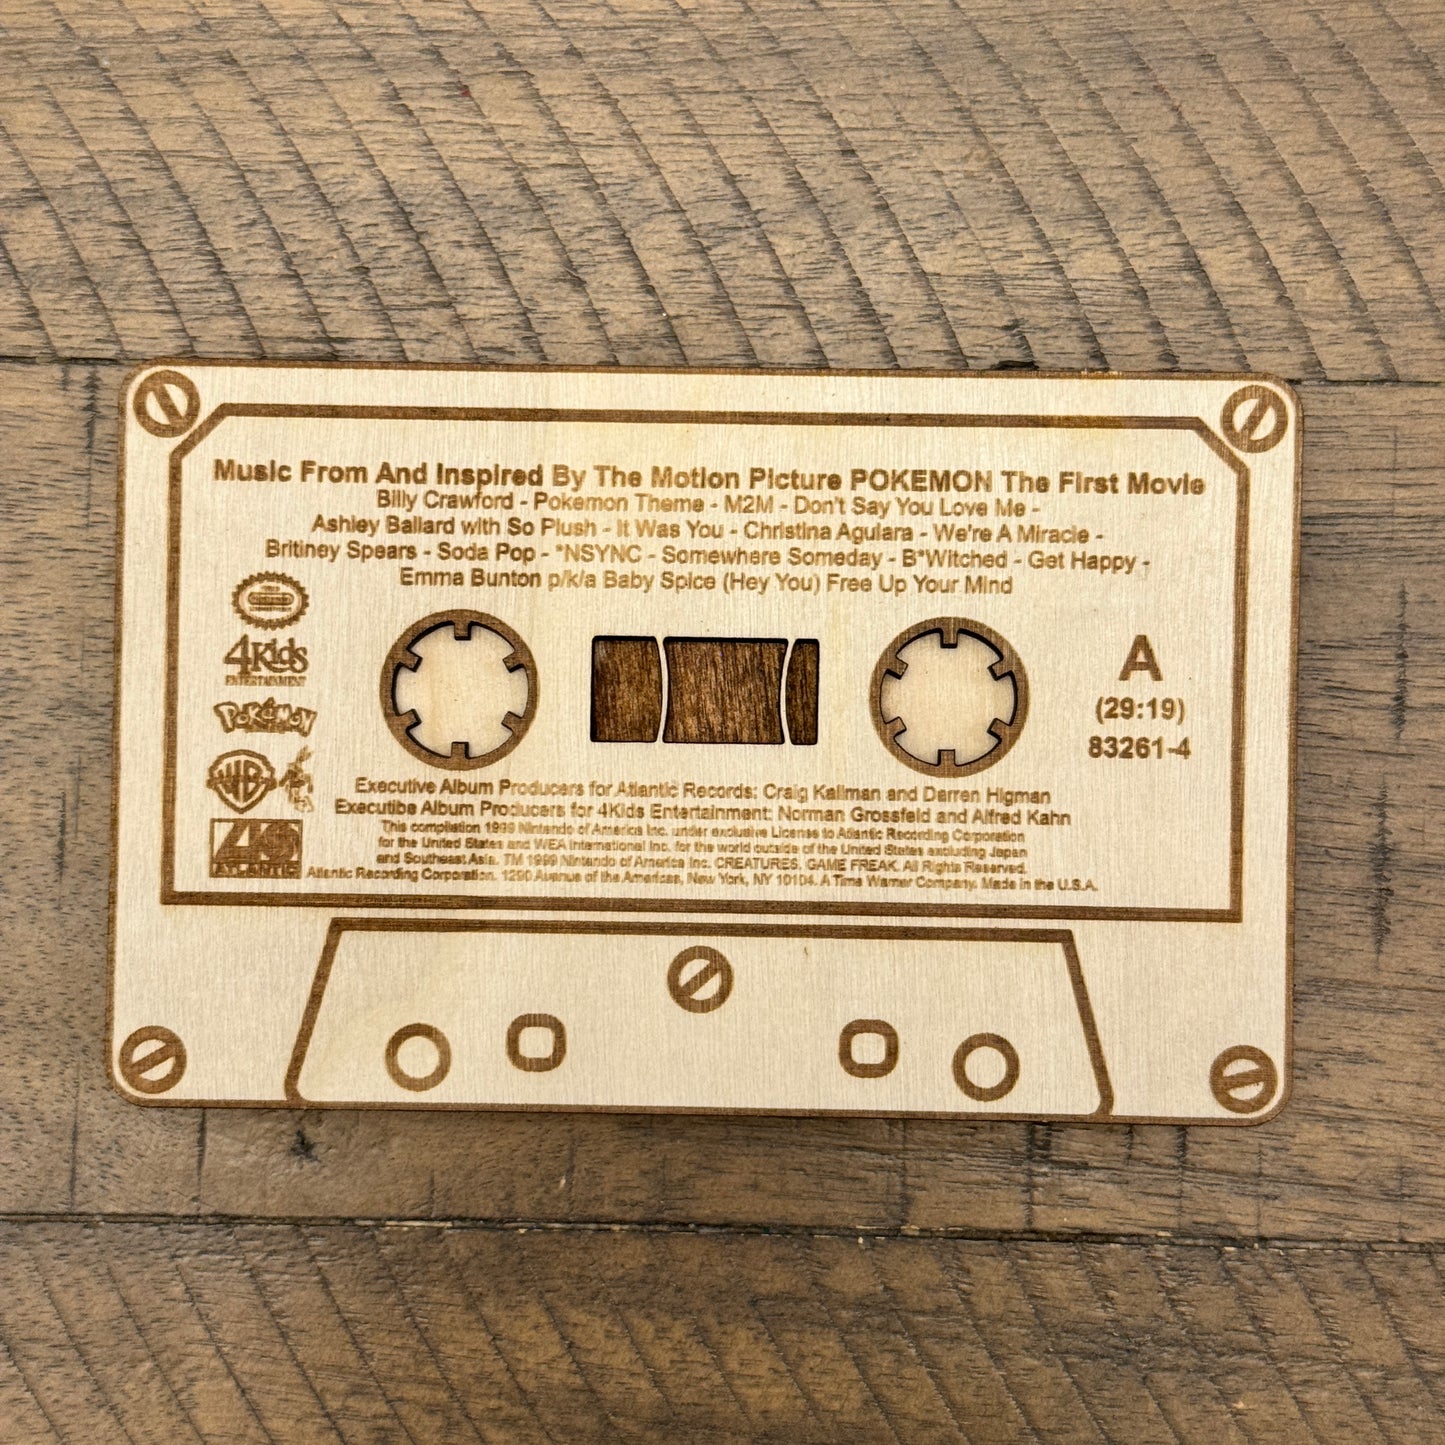 Music From And Inspired By The Motion Picture POKEMON The First Movie
Billy Crawford - Pokemon Theme - M2M - Don't Say You Love Me -
Ashley Ballard with So Plush - It Was You - Christina Aguiara - We're A Miracle -
Britiney Spears - Soda Pop - *NSYNC - Somewhere Someday - B*Witched - Get Happy -
Emma Bunton p/k/a Baby Spice (Hey You) Free Up Your Mind
4Kids
ENTERTAINMENT
POKéMON
WB
ATLANTIC
A
(29:19)
83261-4
Executive Album Producers for Atlantic Records: Craig Kallman and Darren Higman
Executibe Album Producers for 4Kids Entertainment: Norman Grossfeld and Alfred Kahn
This compilation 1999 Nintendo of America Inc. under exclusive License to Atlantic Recording Corporation
for the United States and WEA International Inc. for the world outside of the United States excluding Japan
and Southeast Asia. TM 1999 Nintendo of America Inc. CREATURES, GAME FREAK. All Rights Reserved.
Atlantic Recording Corporation. 1290 Avenue of the Americas, New York, NY 10104. A Time Warner Company. Made in the U.S.A.